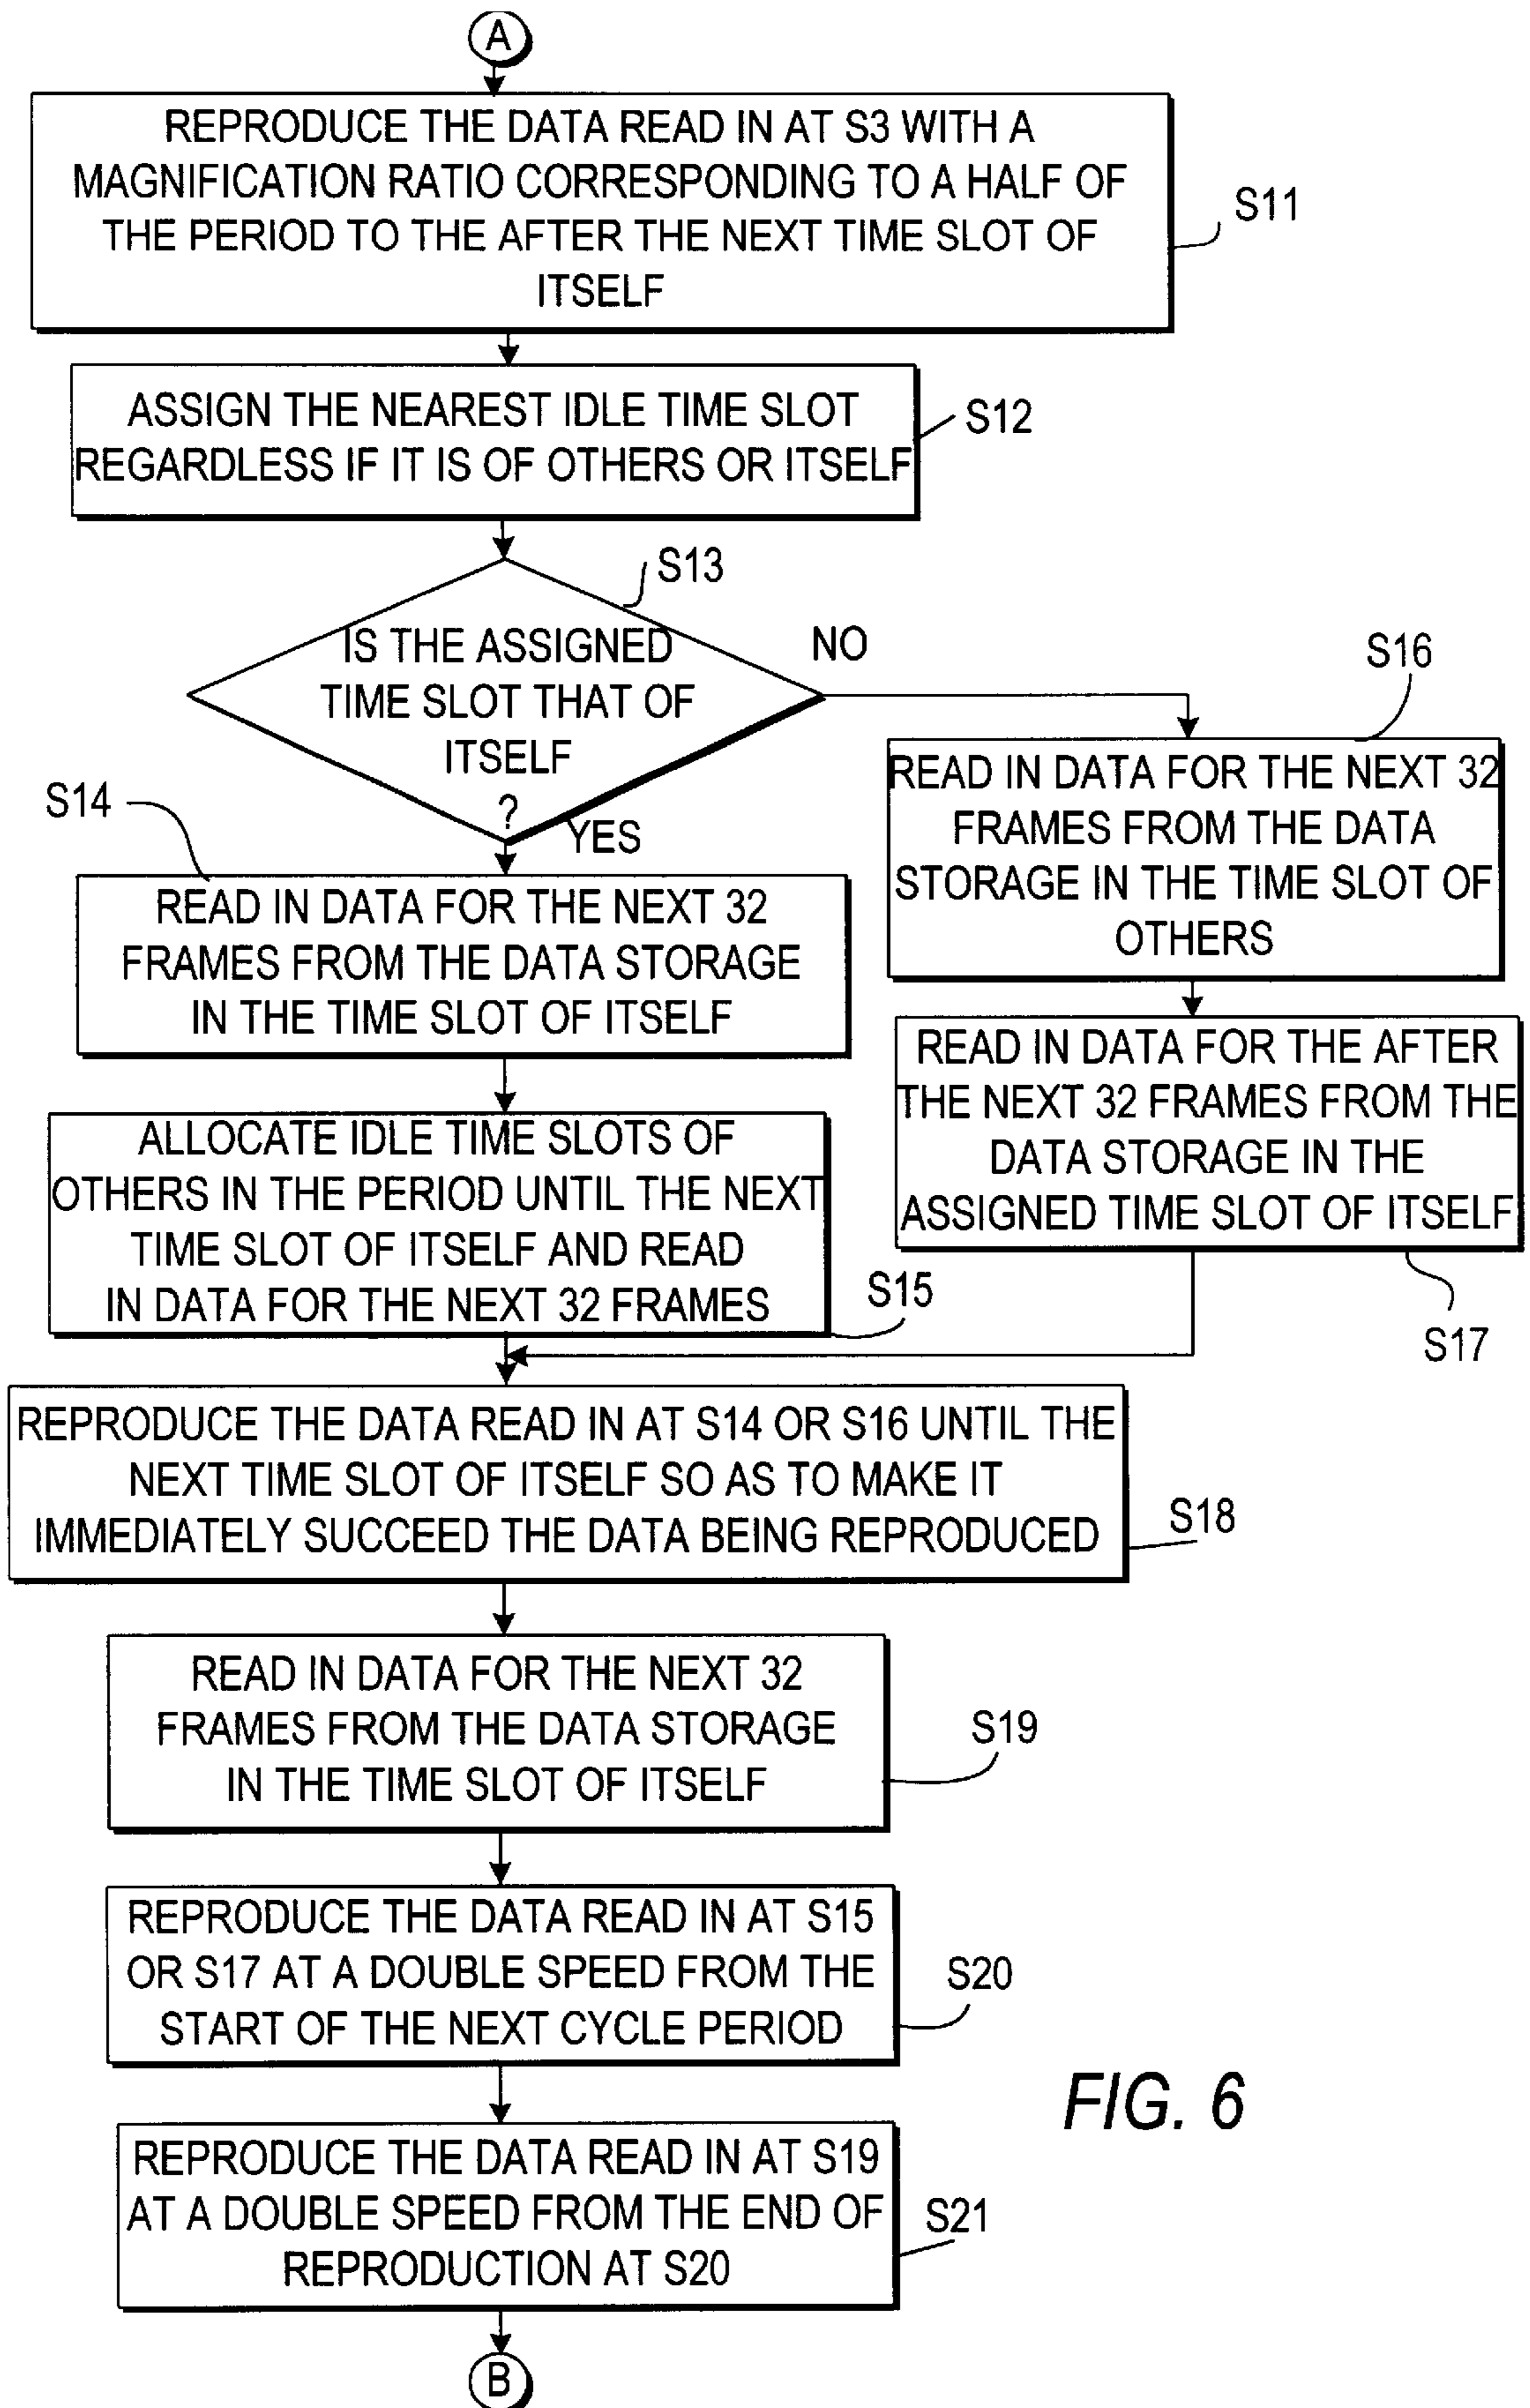 A
REPRODUCE THE DATA READ IN AT S3 WITH A
MAGNIFICATION RATIO CORRESPONDING TO A HALF OF
THE PERIOD TO THE AFTER THE NEXT TIME SLOT OF
ITSELF
S11
ASSIGN THE NEAREST IDLE TIME SLOT
REGARDLESS IF IT IS OF OTHERS OR ITSELF
S12
S13
IS THE ASSIGNED
TIME SLOT THAT OF
ITSELF
?
NO
YES
S14
READ IN DATA FOR THE NEXT 32
FRAMES FROM THE DATA STORAGE
IN THE TIME SLOT OF ITSELF
S16
READ IN DATA FOR THE NEXT 32
FRAMES FROM THE DATA
STORAGE IN THE TIME SLOT OF
OTHERS
ALLOCATE IDLE TIME SLOTS OF
OTHERS IN THE PERIOD UNTIL THE NEXT
TIME SLOT OF ITSELF AND READ
IN DATA FOR THE NEXT 32 FRAMES
S15
READ IN DATA FOR THE AFTER
THE NEXT 32 FRAMES FROM THE
DATA STORAGE IN THE
ASSIGNED TIME SLOT OF ITSELF
S17
REPRODUCE THE DATA READ IN AT S14 OR S16 UNTIL THE
NEXT TIME SLOT OF ITSELF SO AS TO MAKE IT
IMMEDIATELY SUCCEED THE DATA BEING REPRODUCED
S18
READ IN DATA FOR THE NEXT 32
FRAMES FROM THE DATA STORAGE
IN THE TIME SLOT OF ITSELF
S19
REPRODUCE THE DATA READ IN AT S15
OR S17 AT A DOUBLE SPEED FROM THE
START OF THE NEXT CYCLE PERIOD
S20
FIG. 6
REPRODUCE THE DATA READ IN AT S19
AT A DOUBLE SPEED FROM THE END OF
REPRODUCTION AT S20
S21
B